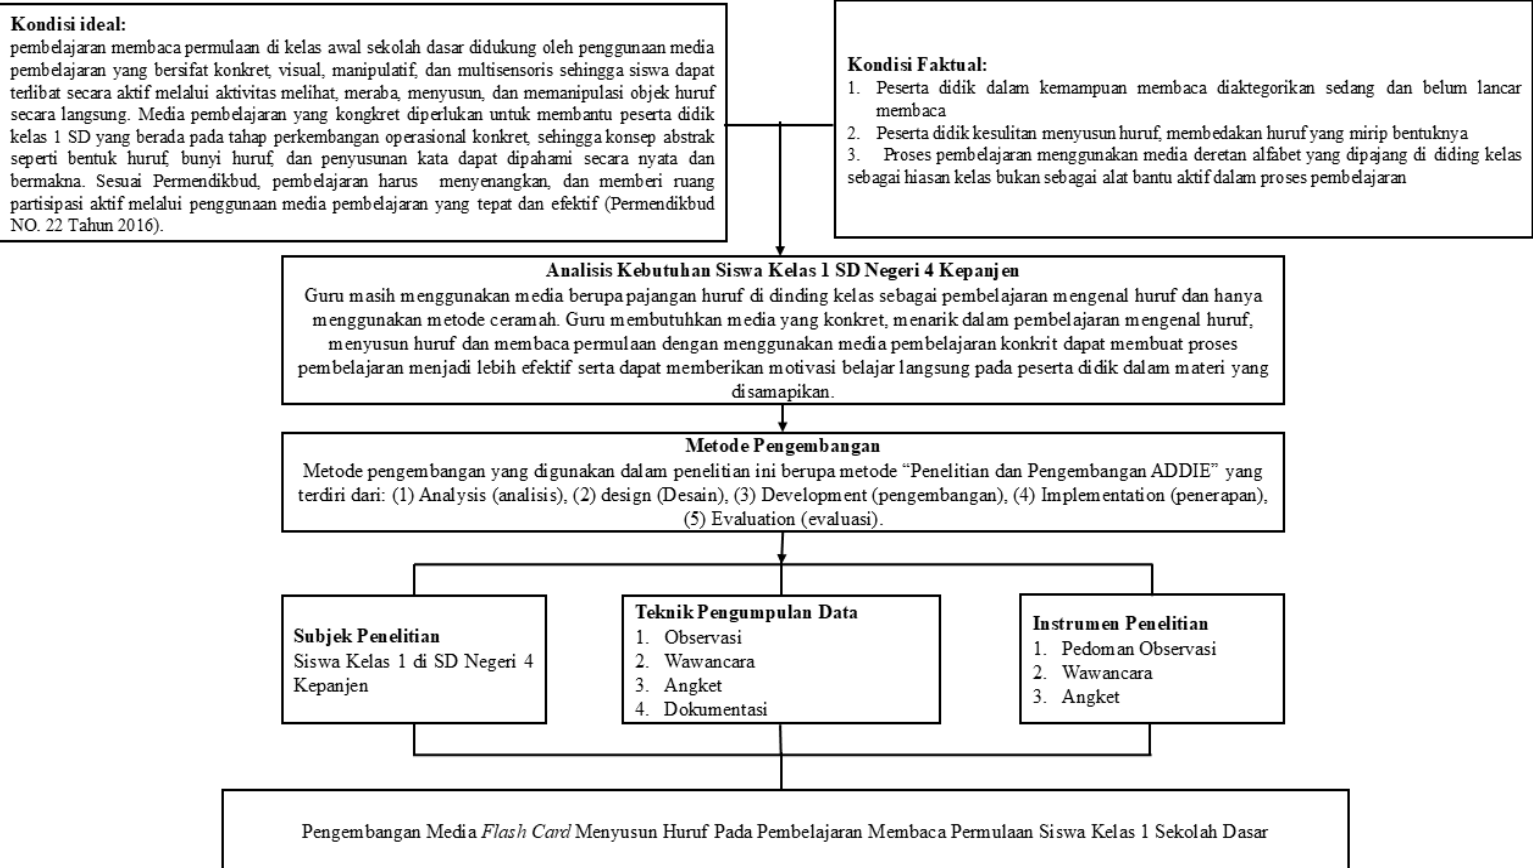 Kondisi ideal:
pembelajaran membaca permulaan di kelas awal sekolah dasar didukung oleh penggunaan media
pembelajaran yang bersifat konkret, visual, manipulatif, dan multisensoris sehingga siswa dapat
terlibat secara aktif melalui aktivitas melihat, meraba, menyusun, dan memanipulasi objek huruf
secara langsung. Media pembelajaran yang kongkret diperlukan untuk membantu peserta didik
kelas 1 SD yang berada pada tahap perkembangan operasional konkret, sehingga konsep abstrak
seperti bentuk huruf, bunyi huruf, dan penyusunan kata dapat dipahami secara nyata dan
bermakna. Sesuai Permendikbud, pembelajaran harus menyenangkan, dan memberi ruang
partisipasi aktif melalui penggunaan media pembelajaran yang tepat dan efektif (Permendikbud
NO. 22 Tahun 2016).
Kondisi Faktual:
1. Peserta didik dalam kemampuan membaca diaktegorikan sedang dan belum lancar
membaca
2. Peserta didik kesulitan menyusun huruf, membedakan huruf yang mirip bentuknya
3. Proses pembelajaran menggunakan media deretan alfabet yang dipajang di diding kelas
sebagai hiasan kelas bukan sebagai alat bantu aktif dalam proses pembelajaran
Analisis Kebutuhan Siswa Kelas 1 SD Negeri 4 Kepanjen
Guru masih menggunakan media berupa pajangan huruf di dinding kelas sebagai pembelajaran mengenal huruf dan hanya
menggunakan metode ceramah. Guru membutuhkan media yang konkret, menarik dalam pembelajaran mengenal huruf,
menyusun huruf dan membaca permulaan dengan menggunakan media pembelajaran konkrit dapat membuat proses
pembelajaran menjadi lebih efektif serta dapat memberikan motivasi belajar langsung pada peserta didik dalam materi yang
disamapikan.
Metode Pengembangan
Metode pengembangan yang digunakan dalam penelitian ini berupa metode “Penelitian dan Pengembangan ADDIE” yang
terdiri dari: (1) Analysis (analisis), (2) design (Desain), (3) Development (pengembangan), (4) Implementation (penerapan),
(5) Evaluation (evaluasi).
Subjek Penelitian
Siswa Kelas 1 di SD Negeri 4
Kepanjen
Teknik Pengumpulan Data
1. Observasi
2. Wawancara
3. Angket
4. Dokumentasi
Instrumen Penelitian
1. Pedoman Observasi
2. Wawancara
3. Angket
Pengembangan Media Flash Card Menyusun Huruf Pada Pembelajaran Membaca Permulaan Siswa Kelas 1 Sekolah Dasar